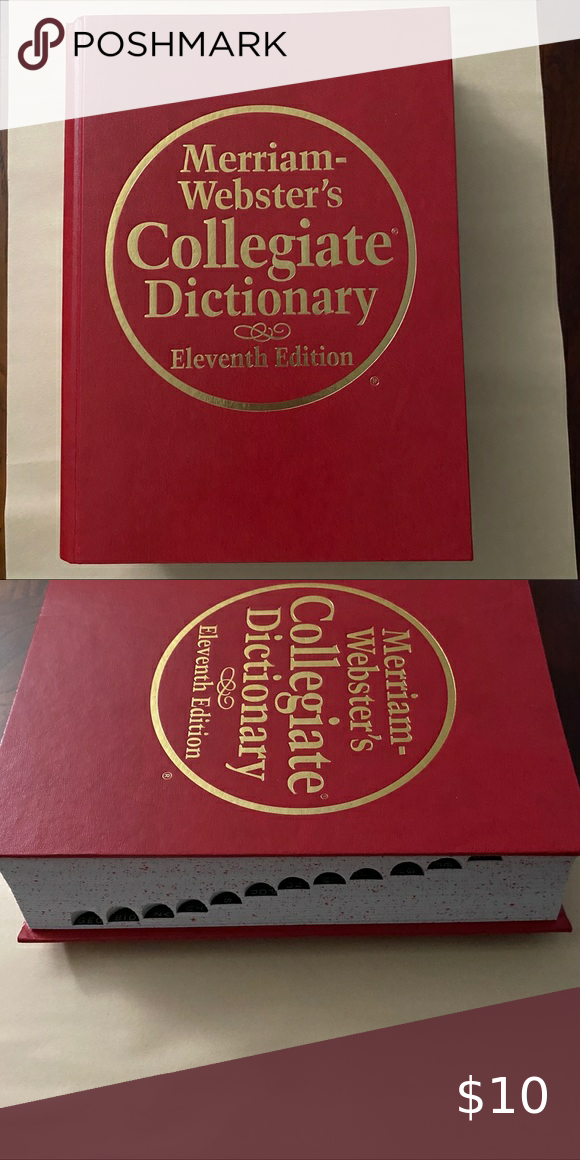 POSHMARK
Merriam-
Webster's
Collegiate®
Dictionary
Eleventh Edition
®
Merriam-
Webster's
Collegiate®
Dictionary
Eleventh Edition
®
$10